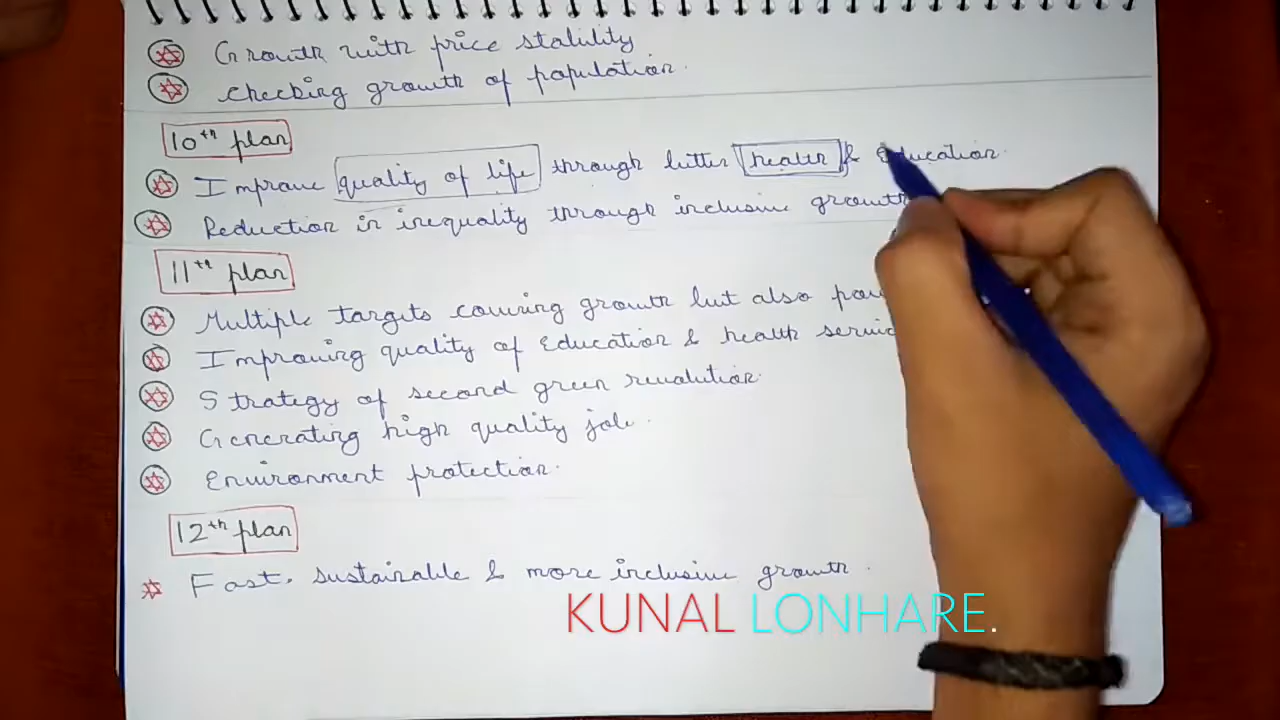 Growth with price stability
Checking growth of population.
10th plan
Improve quality of life through better health & Education.
Reduction in inequality through inclusive growth
11th plan
Multiple targets covering growth but also
Improving quality of Education & health
Strategy of second green revolution.
Generating high quality job.
Environment protection.
12th plan
Fast, sustainable & more inclusive growth.
KUNAL LONHARE.